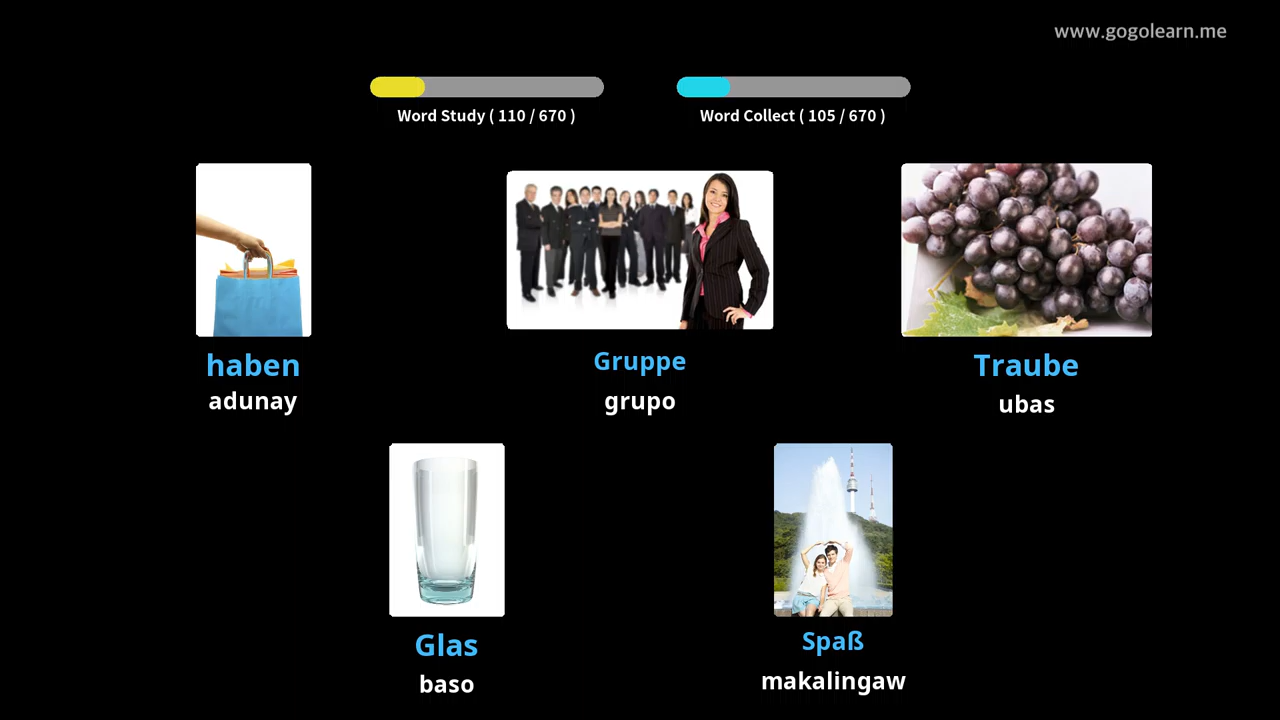 www.gogolearn.me
Word Study ( 110 / 670 )
Word Collect ( 105 / 670 )
haben
adunay
Gruppe
grupo
Traube
ubas
Glas
baso
Spaß
makalingaw